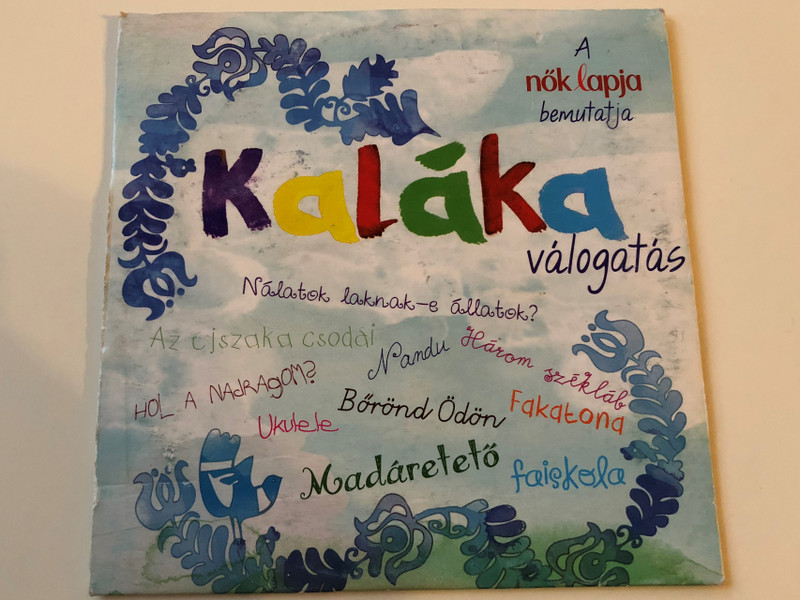 A
nők lapja
bemutatja
Kaláka
válogatás
Nálatok laknak-e állatok?
Az éjszaka csodái
Nandu
Három székláb
HOL A NADRAGOM?
Ukulele
Bőrönd Ödön
Fakatona
Madáretető
faiskola